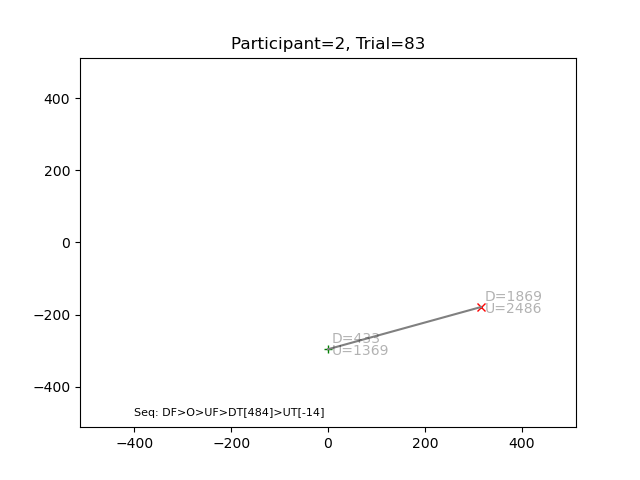 Participant=2, Trial=83
400
200
0
−200
−400
D=1869
U=2486
D=433
U=1369
Seq: DF>O>UF>DT[484]>UT[-14]
−400
−200
0
200
400